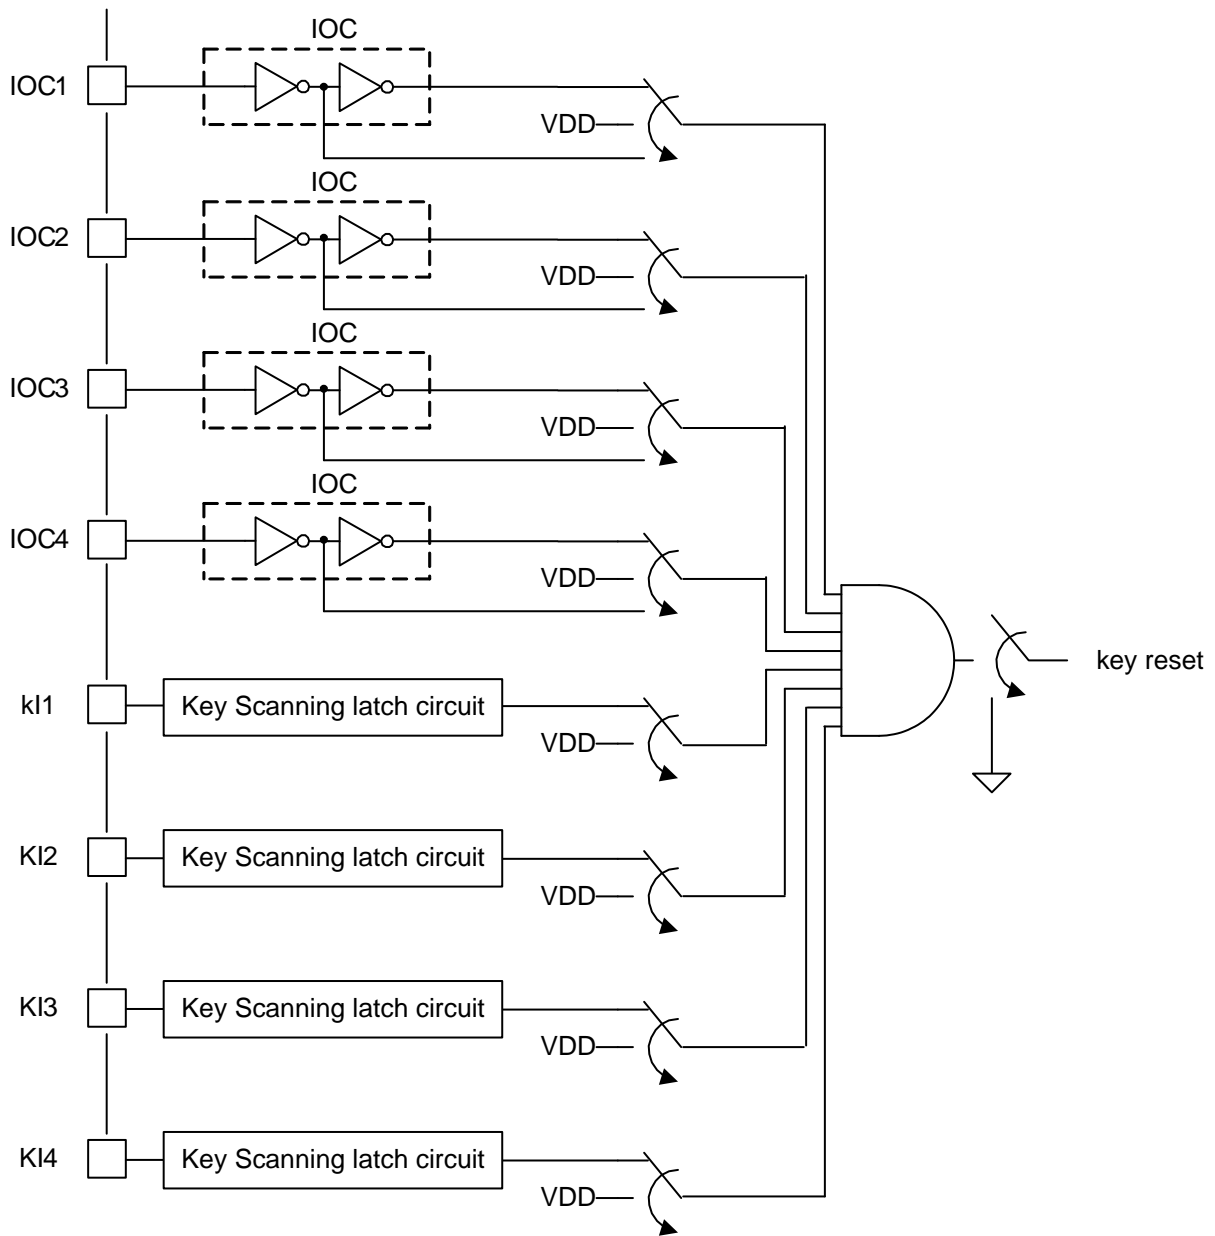 IOC
IOC1
VDD
IOC
IOC2
VDD
IOC
IOC3
VDD
IOC
IOC4
VDD
key reset
kI1
Key Scanning latch circuit
VDD
KI2
Key Scanning latch circuit
VDD
KI3
Key Scanning latch circuit
VDD
KI4
Key Scanning latch circuit
VDD